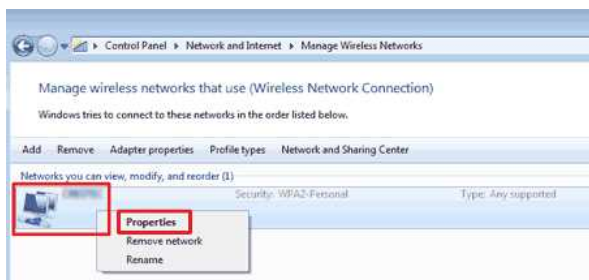 Control Panel ▸ Network and Internet ▸ Manage Wireless Networks
Manage wireless networks that use (Wireless Network Connection)
Windows tries to connect to these networks in the order listed below.
Add Remove Adapter properties Profile types Network and Sharing Center
Networks you can view, modify, and reorder (1)
Security: WPA2-Personal Type: Any supported
Properties
Remove network
Rename